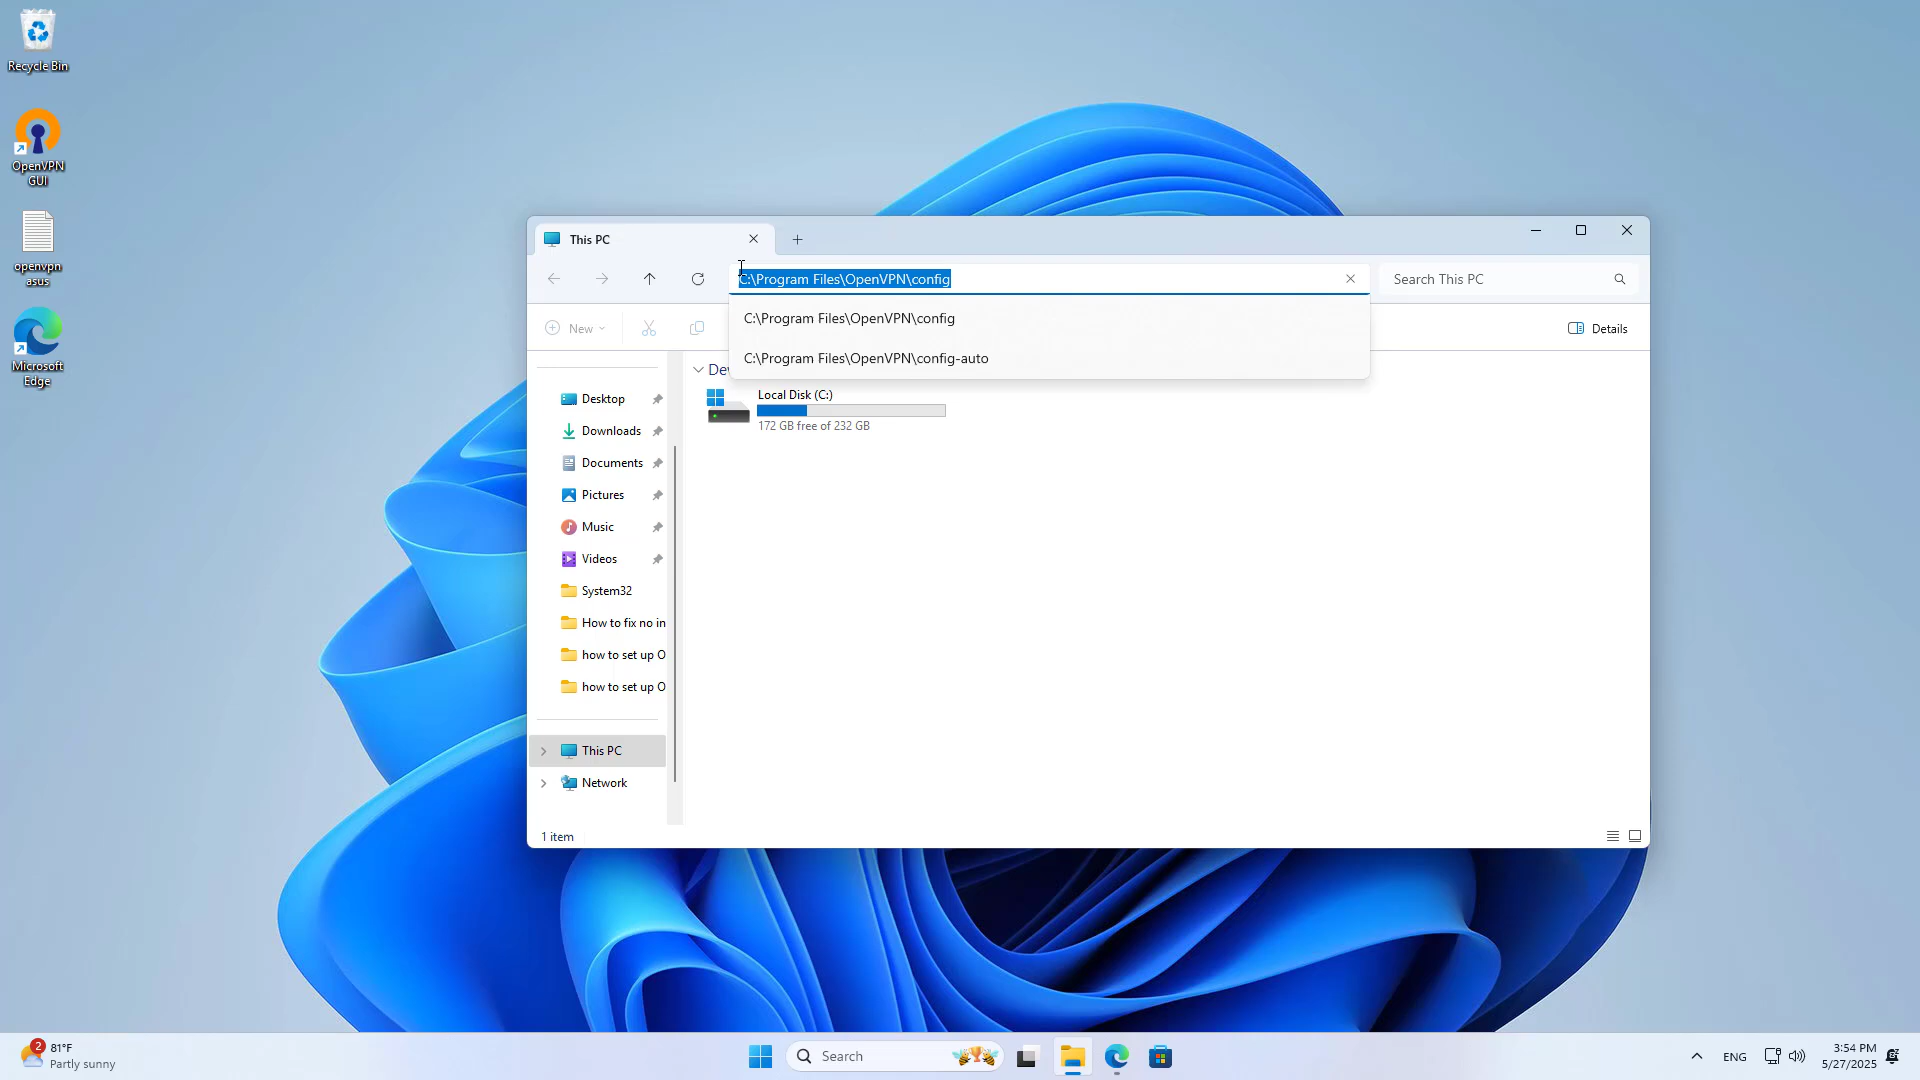 Recycle Bin
OpenVPN
GUI
openvpn
asus
Microsoft
Edge
This PC
C:\Program Files\OpenVPN\config
Search This PC
New
C:\Program Files\OpenVPN\config
C:\Program Files\OpenVPN\config-auto
Details
Dev
Local Disk (C:)
172 GB free of 232 GB
Desktop
Downloads
Documents
Pictures
Music
Videos
System32
How to fix no in
how to set up O
how to set up O
This PC
Network
1 item
2
81°F
Partly sunny
Search
ENG
3:54 PM
5/27/2025